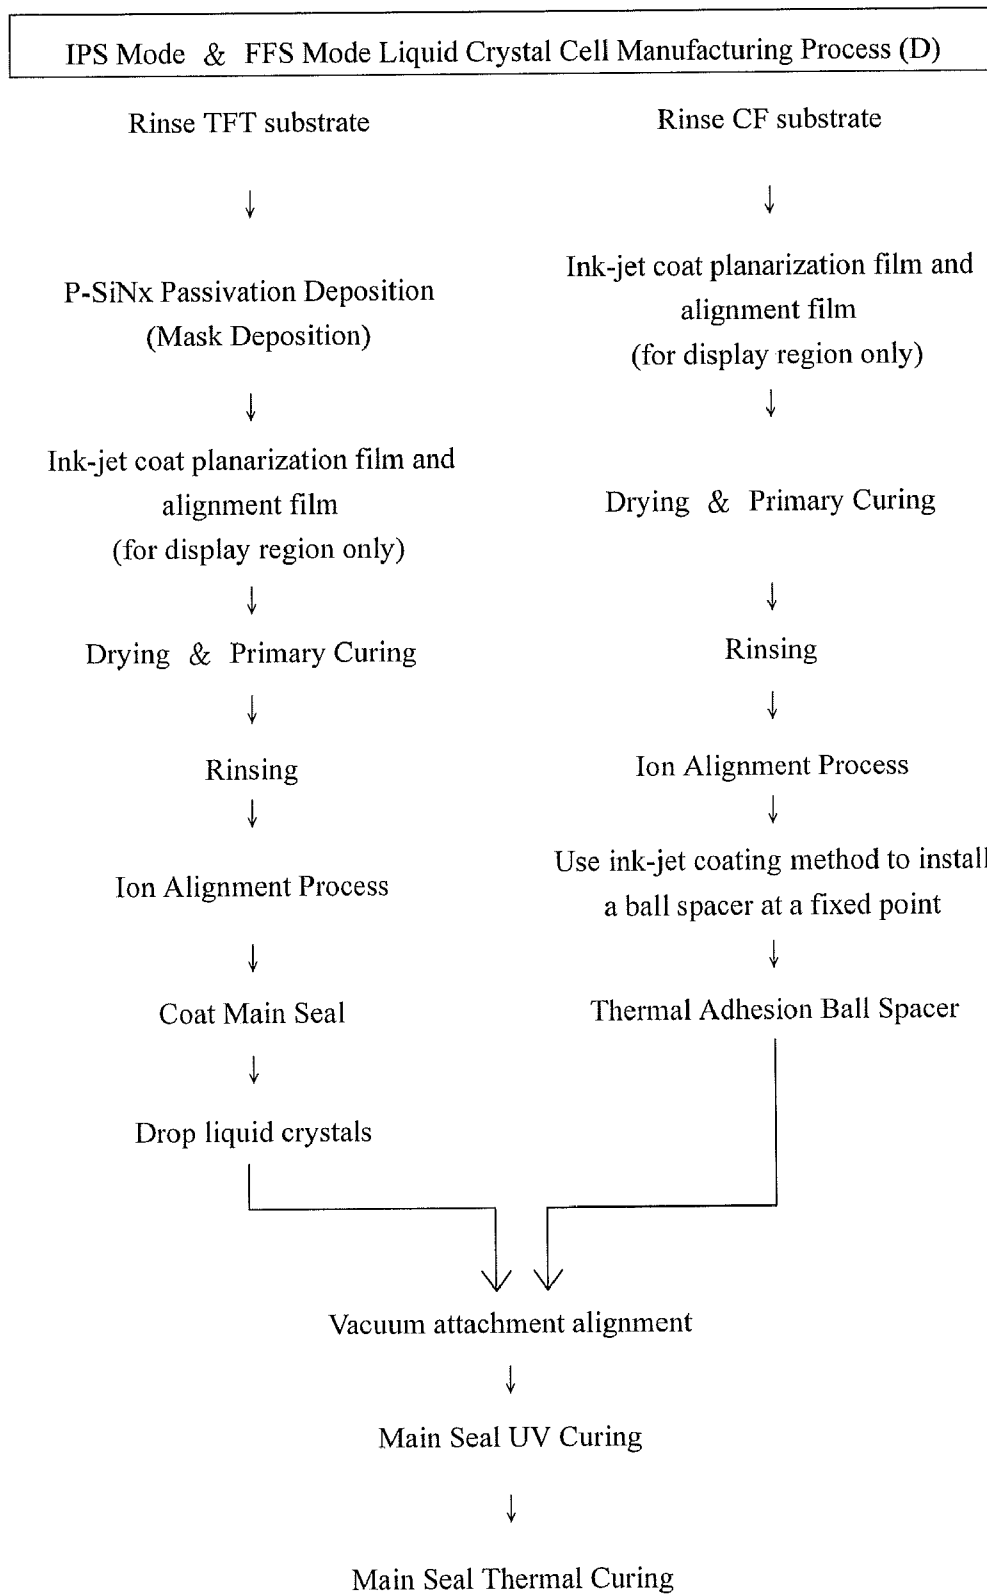 IPS Mode & FFS Mode Liquid Crystal Cell Manufacturing Process (D)
Rinse TFT substrate
P-SiNx Passivation Deposition
(Mask Deposition)
Ink-jet coat planarization film and
alignment film
(for display region only)
Drying & Primary Curing
Rinsing
Ion Alignment Process
Coat Main Seal
Drop liquid crystals
Rinse CF substrate
Ink-jet coat planarization film and
alignment film
(for display region only)
Drying & Primary Curing
Rinsing
Ion Alignment Process
Use ink-jet coating method to install
a ball spacer at a fixed point
Thermal Adhesion Ball Spacer
Vacuum attachment alignment
Main Seal UV Curing
Main Seal Thermal Curing